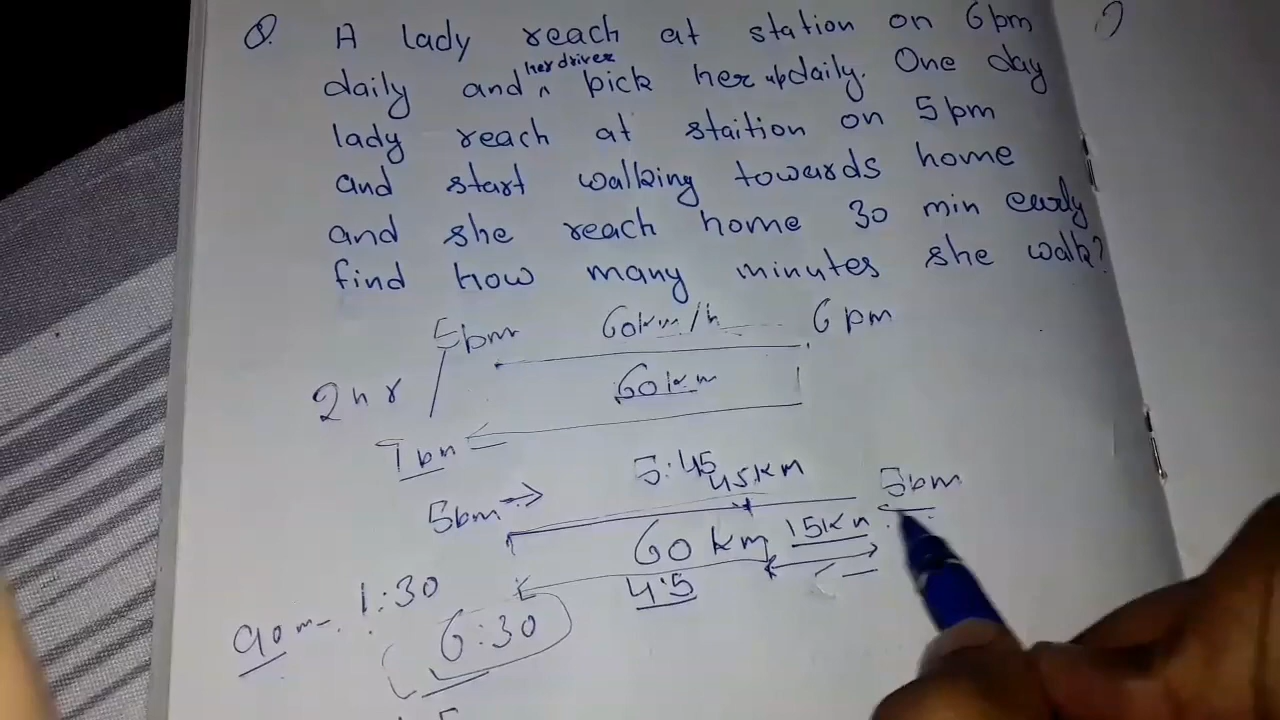 Q. A lady reach at station on 6pm
daily and her driver pick her up daily. One day
lady reach at staition on 5pm
and start walking towards home
and she reach home 30 min early
find how many minutes she walk?
5pm 60km/h 6pm
2hr 60km
7pm
5:45 45km 5pm
5pm
60 km 15km
1:30 45
90m 6:30